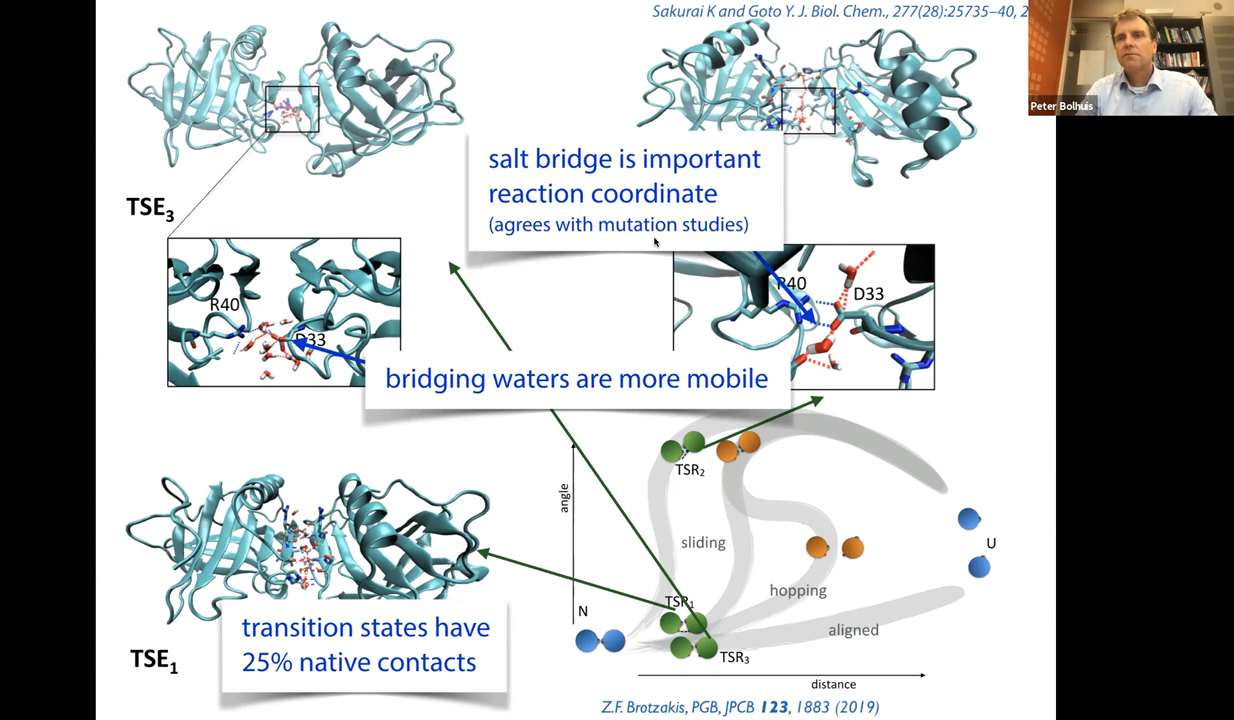 Sakurai K and Goto Y. J. Biol. Chem., 277(28):25735–40, 2
Peter Bolhuis
salt bridge is important
reaction coordinate
(agrees with mutation studies)
TSE3
R40
D33
R40
D33
bridging waters are more mobile
TSR2
angle
sliding
U
hopping
TSR1
N
aligned
transition states have
25% native contacts
TSE1
TSR3
distance
Z.F. Brotzakis, PGB, JPCB 123, 1883 (2019)